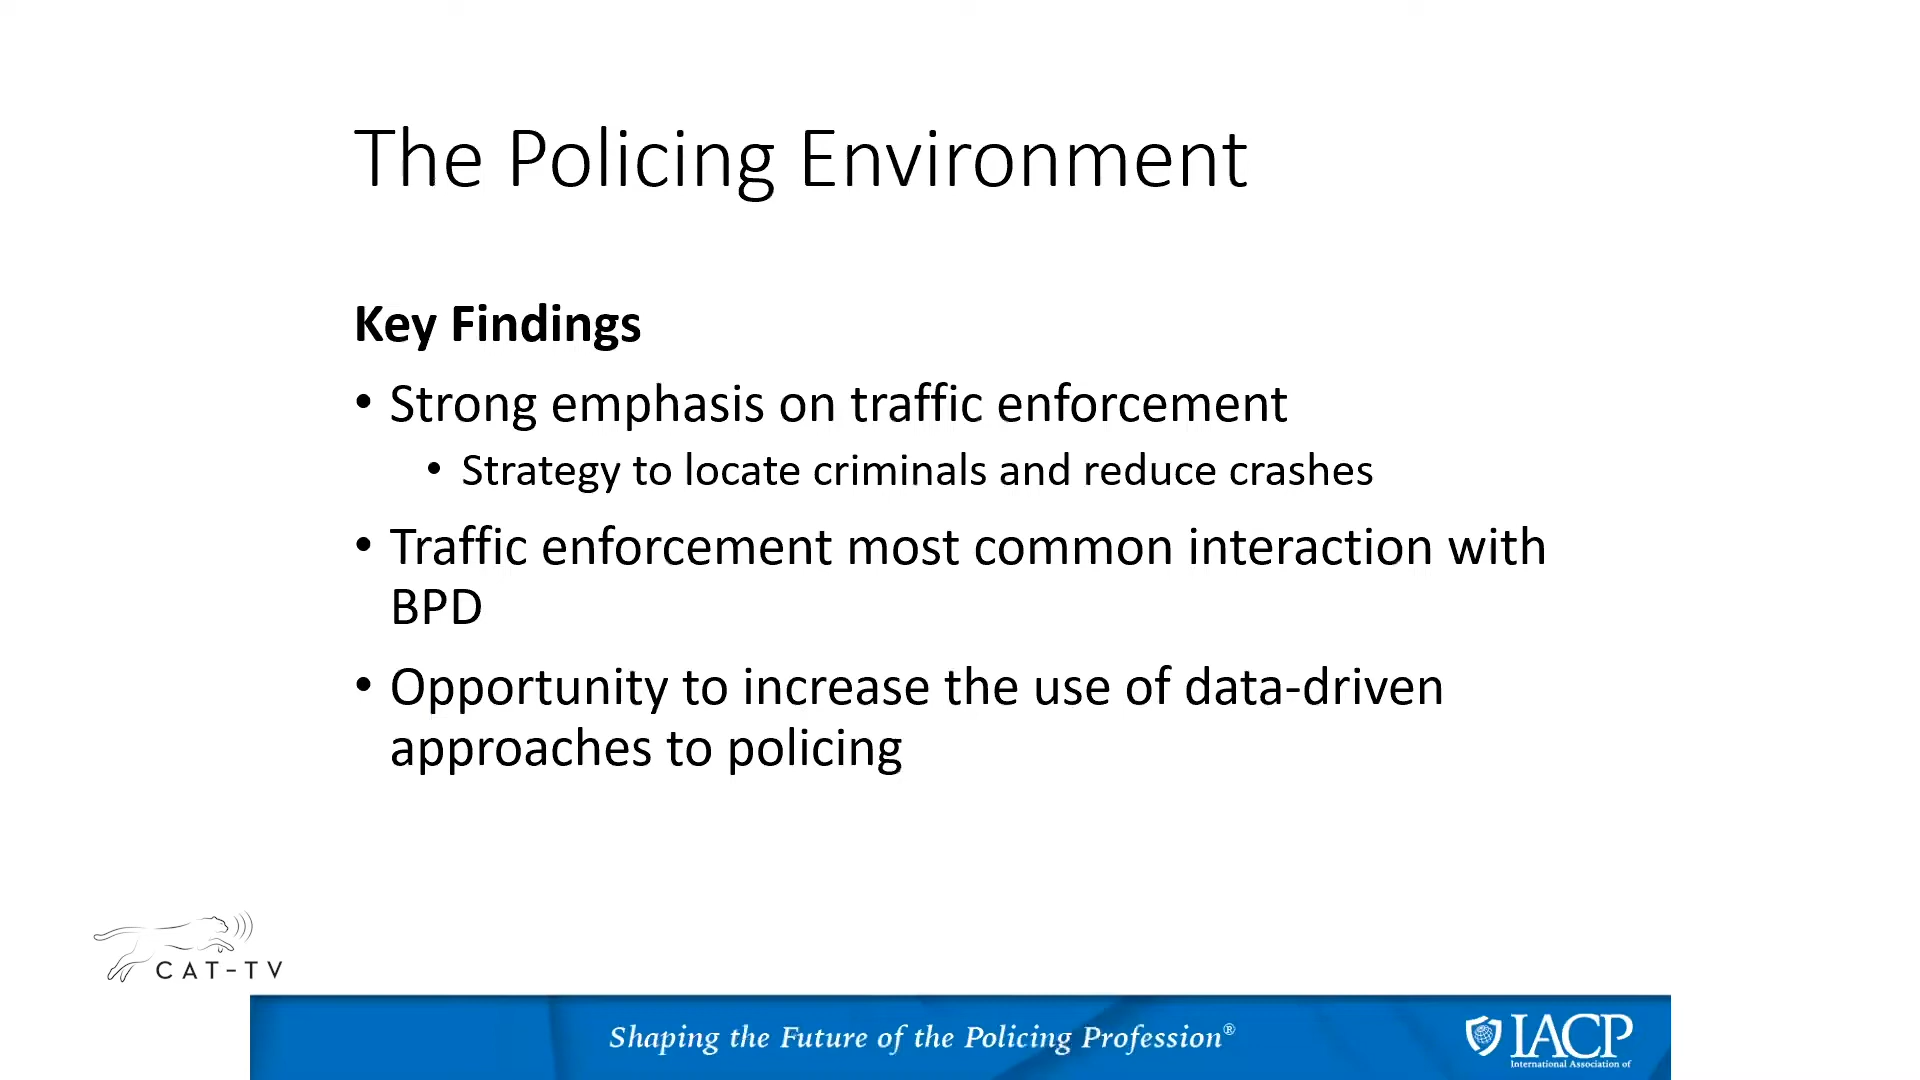 The Policing Environment
Key Findings
• Strong emphasis on traffic enforcement
• Strategy to locate criminals and reduce crashes
• Traffic enforcement most common interaction with
BPD
• Opportunity to increase the use of data-driven
approaches to policing
CAT-TV
Shaping the Future of the Policing Profession®
IACP
International Association of